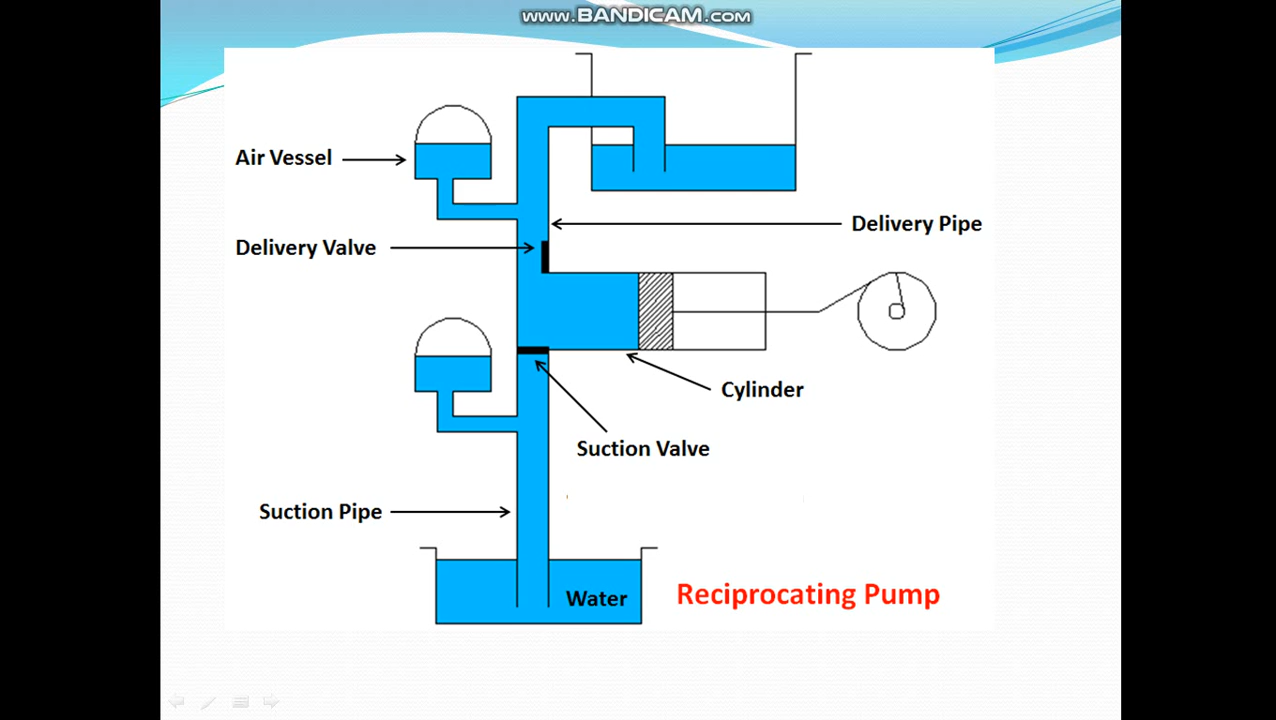 www.BANDICAM.com
Air Vessel
Delivery Pipe
Delivery Valve
Cylinder
Suction Valve
Suction Pipe
Water
Reciprocating Pump